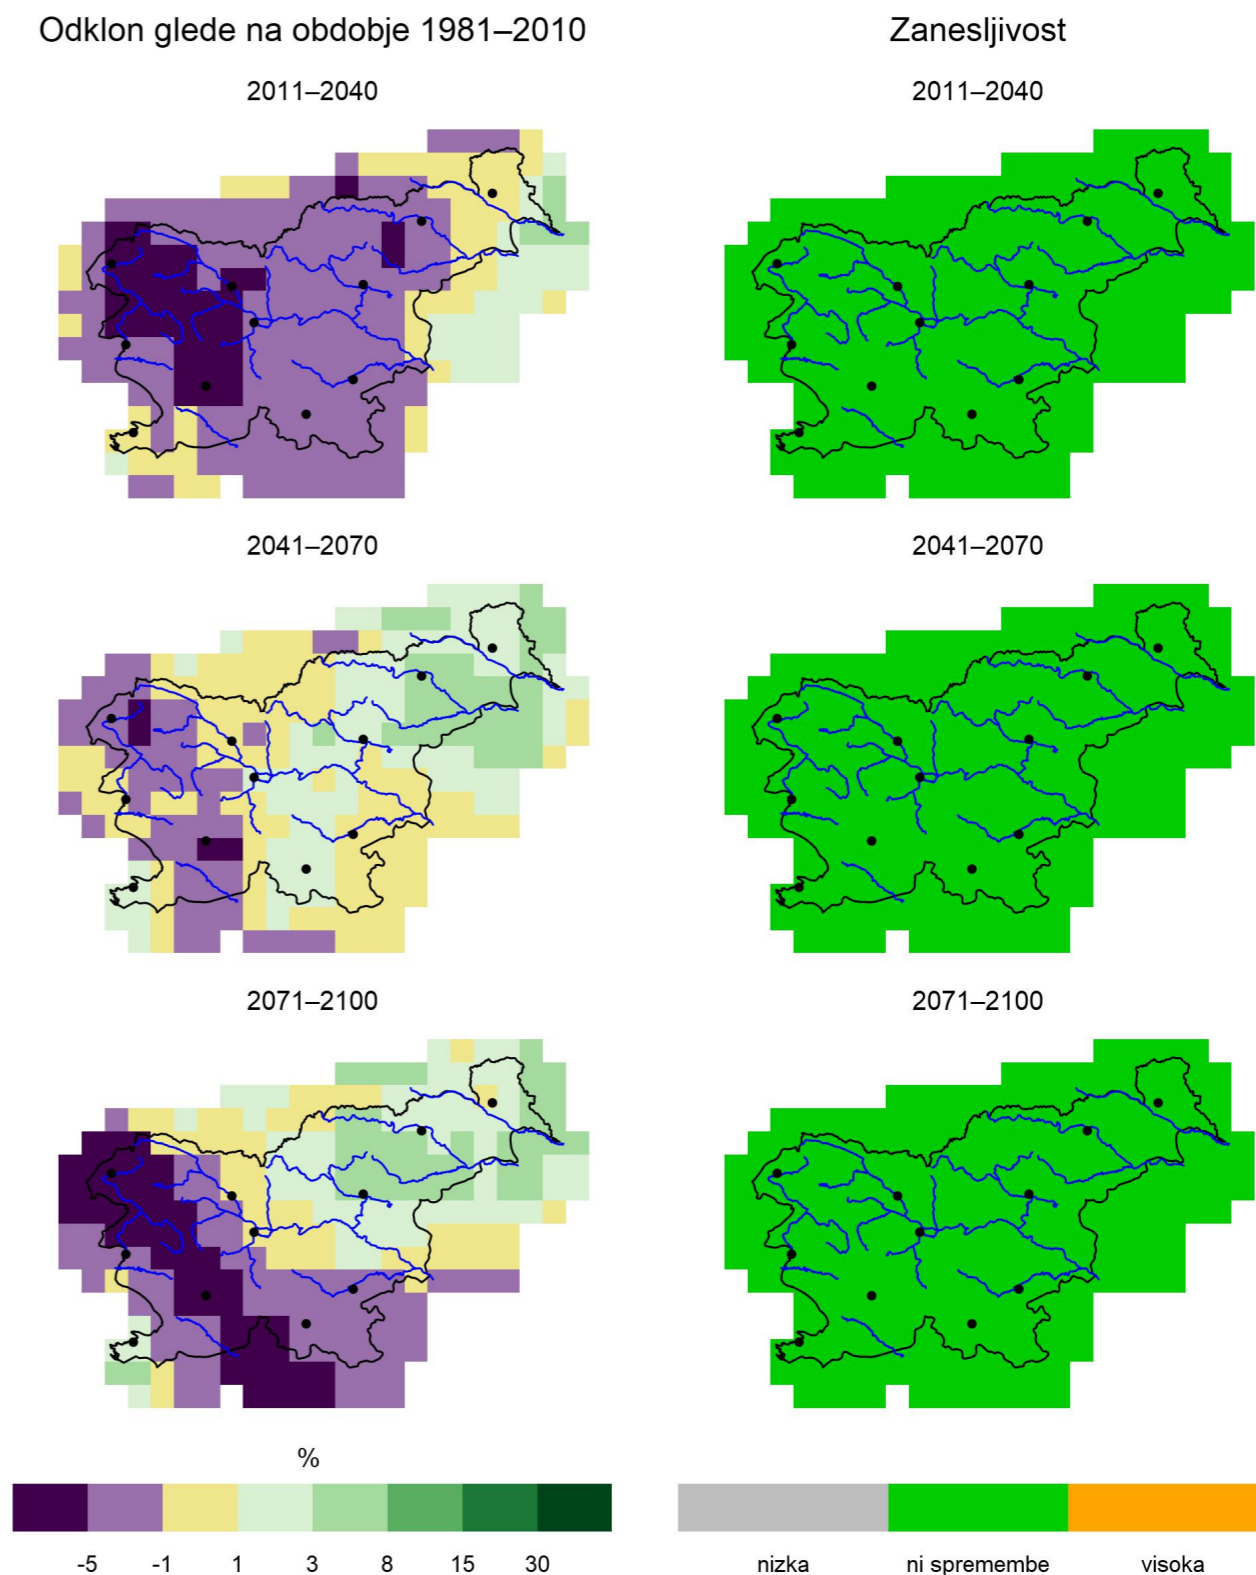 Odklon glede na obdobje 1981–2010
Zanesljivost
2011–2040
2011–2040
2041–2070
2041–2070
2071–2100
2071–2100
%
-5 -1 1 3 8 15 30
nizka ni spremembe visoka